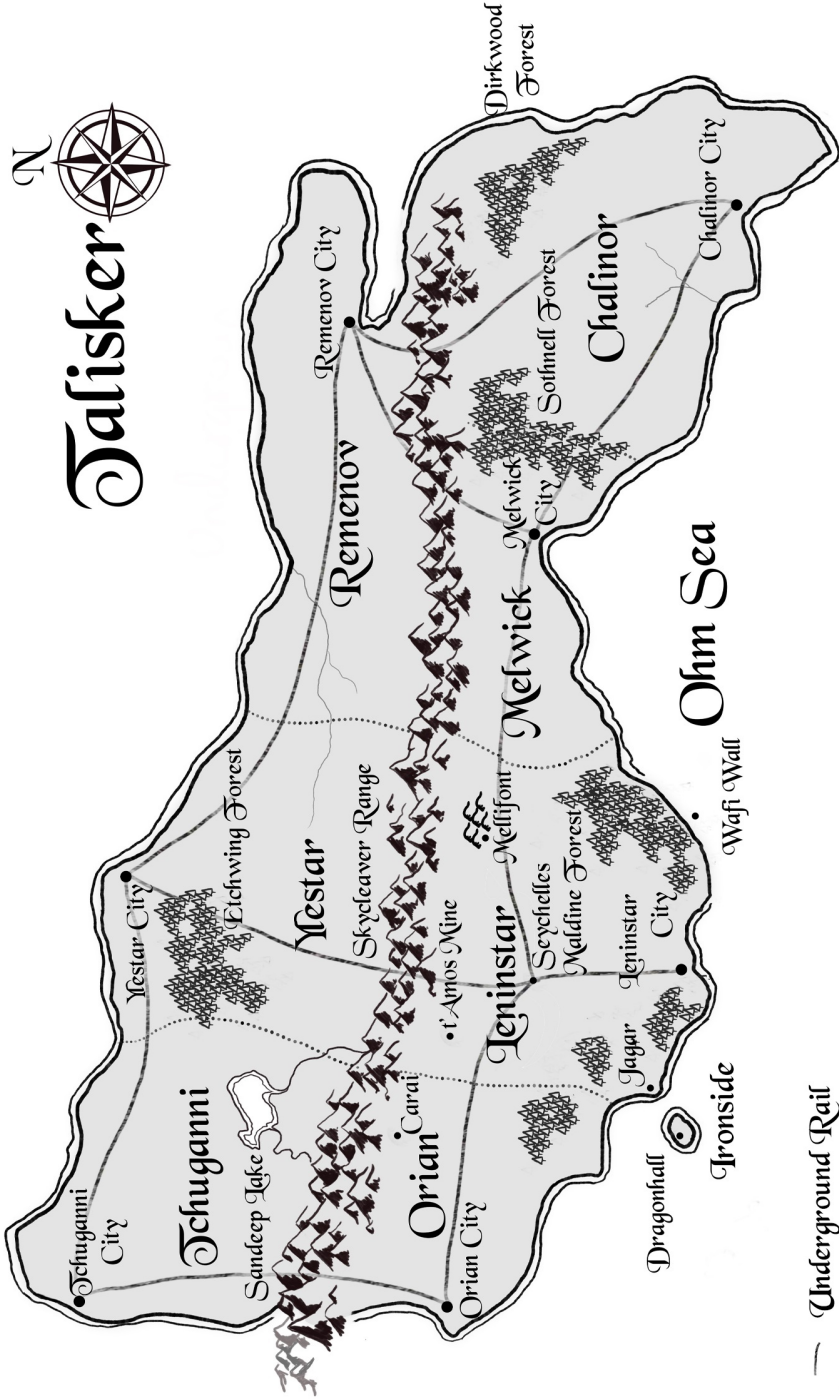 Talisker
N
Tchuganni
City
Ylestar City
Etchwing Forest
Remenov City
Tchuganni
Ylestar
Remenov
Sandeep Lake
Skycleaver Range
Dirkwood
Forest
Orian
Carai
t'Amos Mine
Orian City
Leninstar
Mellifont
Melwick
Melwick
City
Sothnell Forest
Seychelles
Maldine Forest
Chalinor
Jagar
Leninstar
City
Chalinor City
Dragonhall
Ironside
Wafi Wall
Ohm Sea
Underground Rail